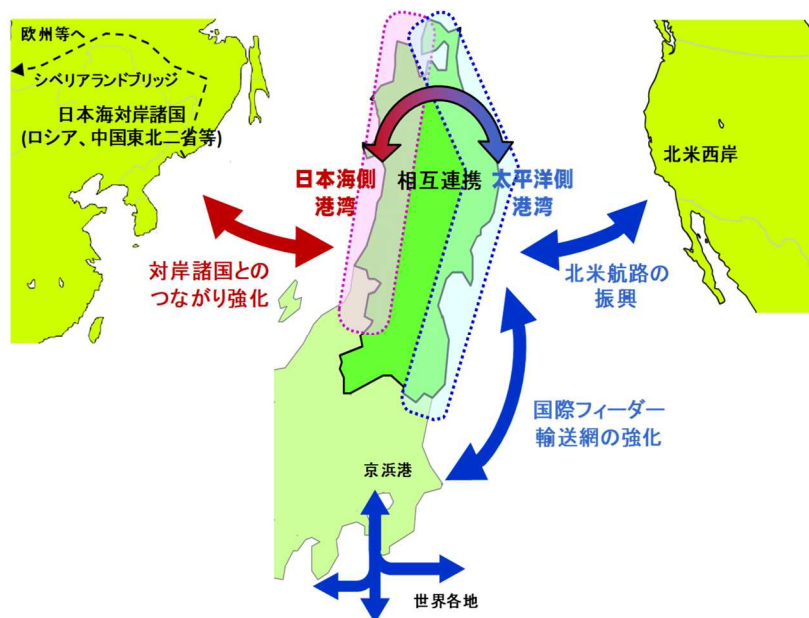 欧州等へ
シベリアランドブリッジ
日本海対岸諸国
(ロシア、中国東北二省等)
日本海側
港湾
相互連携
太平洋側
港湾
北米西岸
対岸諸国との
つながり強化
北米航路の
振興
国際フィーダー
輸送網の強化
京浜港
世界各地